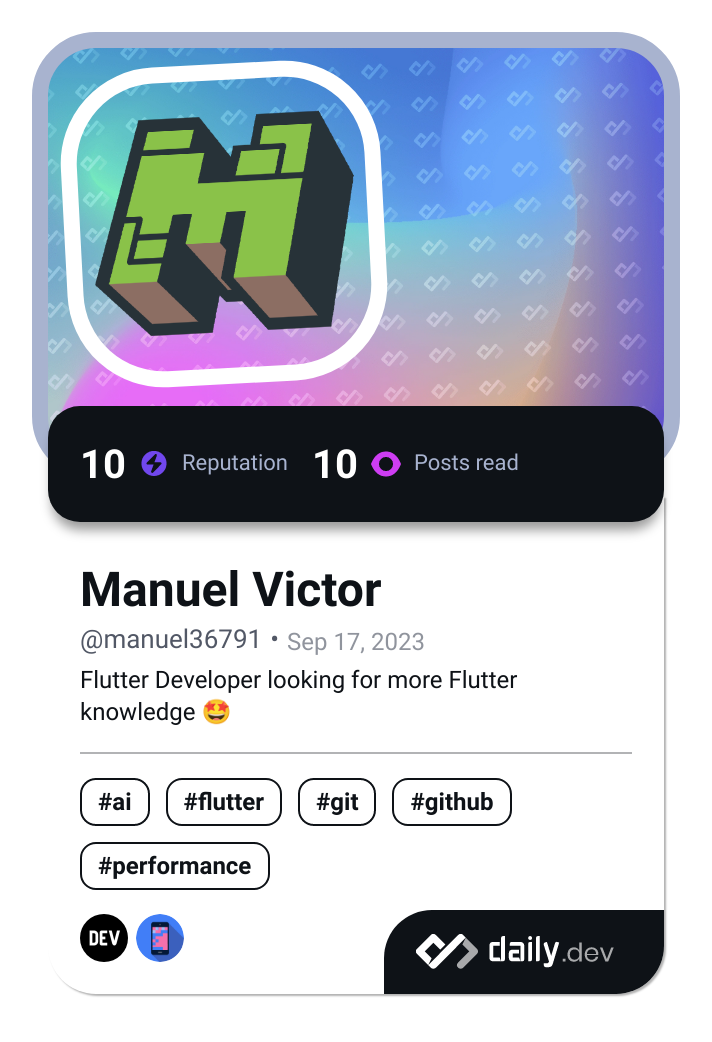 M
10 Reputation 10 Posts read
Manuel Victor
@manuel36791 • Sep 17, 2023
Flutter Developer looking for more Flutter
knowledge 🤩
#ai #flutter #git #github
#performance
DEV
daily.dev